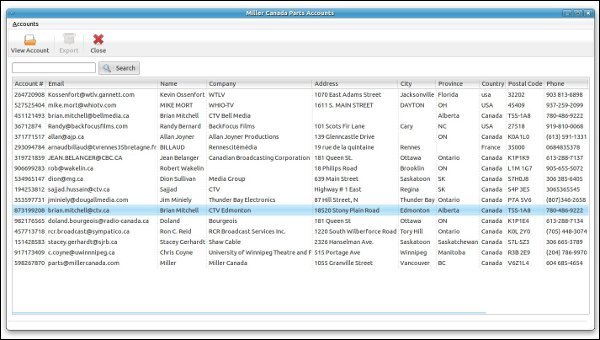 Miller Canada Parts Accounts
Accounts
View Account Export Close
Search
Account # Email Name Company Address City Province Country Postal Code Phone
264720908 Kossenfort@wtlv.gannett.com Kevin Ossenfort WTLV 1070 East Adams Street Jacksonville Florida usa 32202 903 813-6898
527525404 mike.mort@whiotv.com MIKE MORT WHIO-TV 1611 S. MAIN STREET DAYTON OH USA 45409 937-259-2099
451121493 brian.mitchell@bellmedia.ca Brian Mitchell CTV Bell Media Alberta Canada T5S-1A8 780-486-9222
36712874 Randy@backfocusfilms.com Randy Bernard BackFocus Films 101 Scots Fir Lane Cary NC USA 27518 919-610-0068
371771517 allan@ajp.ca Allan Joyner Allan Joyner Productions 139 Glencastle Drive ON Canada K0A1L0 (613) 591-1331
293094784 arnaudbillaud@tvrennes35bretagne.fr BILLAUD Rennescitémédia 19 rue de la quintaine Rennes France 35000 0684835378
319721839 JEAN.BELANGER@CBC.CA Jean Belanger Canadian Broadcasting Corporation 181 Queen St. Ottawa Ontario Canada K1P1K9 613-288-7137
906699283 rob@wakelin.ca Robert Wakelin 18 Philips Road Brooklin ON Canada L1M 1G7 905-655-5072
534965147 dion@mg.ca Dion Sullivan Media Group 639 Main Street Saskatoon SK Canada S7H0J8 306 385-6405
194253812 sajjad.hussain@ctv.ca Sajjad CTV Highway # 1 East Regina SK Canada S4P 3E5 3065365545
353597731 jminiely@dougallmedia.com Jim Miniely Thunder Bay Electronics 87 Hill Street, N Thunder Bay Ontario Canada P7A 5V6 (807)346-2658
873199208 brian.mitchell@ctv.ca Brian Mitchell CTV Edmonton 18520 Stony Plain Road Edmonton Alberta Canada T5S-1A8 780-486-9222
982176565 doland.bourgeois@radio-canada.ca Doland Bourgeois 181 Queen St Ottawa Canada K1P1E4 613-288-7134
457713718 rcr.broadcast@sympatico.ca Ron C. Reid RCR Broadcast Services Inc. 1226 South Wilberforce Road Tory Hill Ontario Canada K0L 2Y0 (705) 448-3074
151428583 stacey.gerhardt@sjrb.ca Stacey Gerhardt Shaw Cable 2326 Hanselman Ave. Saskatoon Saskatchewan Canada S7L-5Z3 306 665-3789
917173409 c.coyne@uwinnnipeg.ca Chris Coyne University of Winnipeg Theatre and F 515 Portage Ave Winnipeg Manitoba Canada R3B 2E9 (204) 786-9970
598267870 parts@millercanada.com Miller Miller Canada 1055 Granville Street Vancouver BC Canada V6Z1L4 604 685-4654